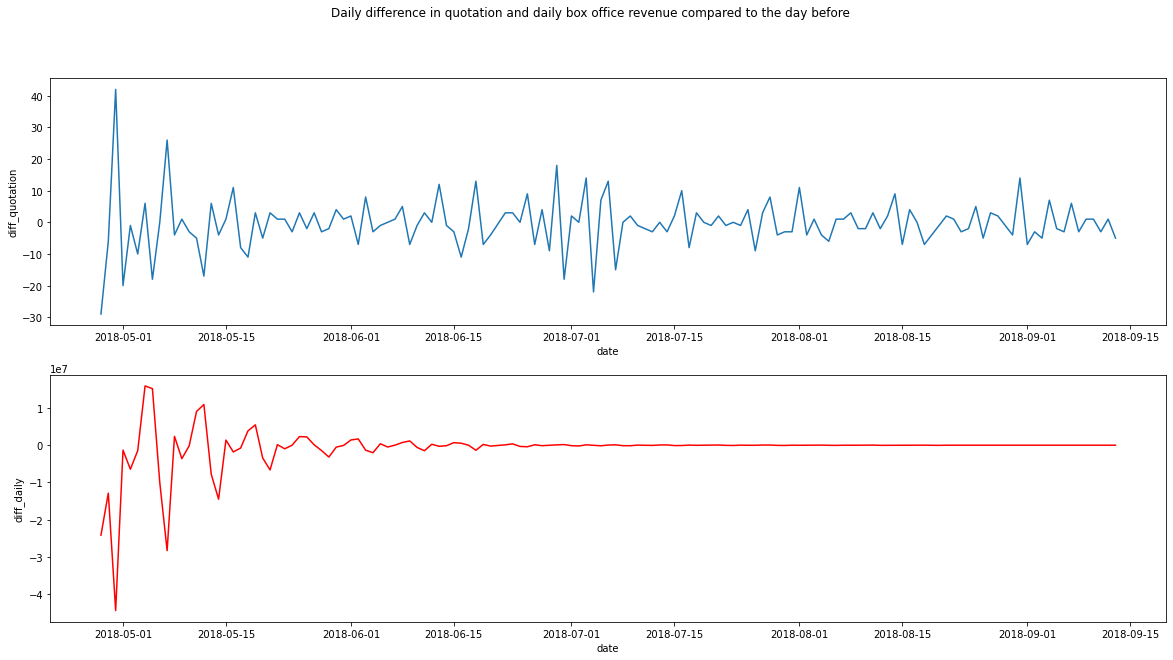 Daily difference in quotation and daily box office revenue compared to the day before
40
30
20
10
0
−10
−20
−30
diff_quotation
2018-05-01 2018-05-15 2018-06-01 2018-06-15 2018-07-01 2018-07-15 2018-08-01 2018-08-15 2018-09-01 2018-09-15
date
1e7
1
0
−1
−2
−3
−4
diff_daily
2018-05-01 2018-05-15 2018-06-01 2018-06-15 2018-07-01 2018-07-15 2018-08-01 2018-08-15 2018-09-01 2018-09-15
date